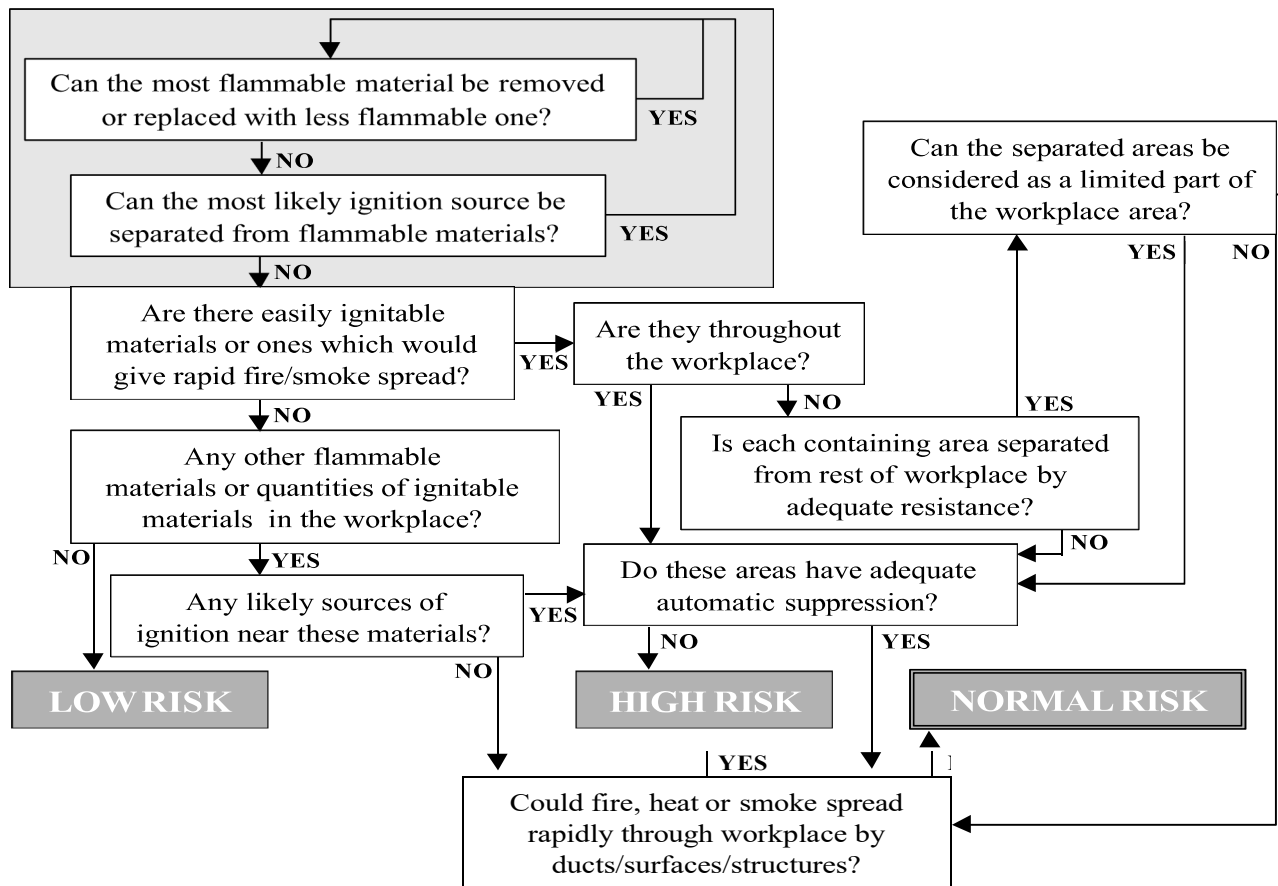 Can the most flammable material be removed
or replaced with less flammable one?
YES
NO
Can the most likely ignition source be
separated from flammable materials?
YES
NO
Can the separated areas be
considered as a limited part of
the workplace area?
YES
NO
Are there easily ignitable
materials or ones which would
give rapid fire/smoke spread?
YES
NO
Are they throughout
the workplace?
YES
NO
YES
Is each containing area separated
from rest of workplace by
adequate resistance?
NO
Any other flammable
materials or quantities of ignitable
materials in the workplace?
NO
YES
Any likely sources of
ignition near these materials?
YES
NO
Do these areas have adequate
automatic suppression?
NO
YES
LOW RISK
HIGH RISK
NORMAL RISK
YES
Could fire, heat or smoke spread
rapidly through workplace by
ducts/surfaces/structures?